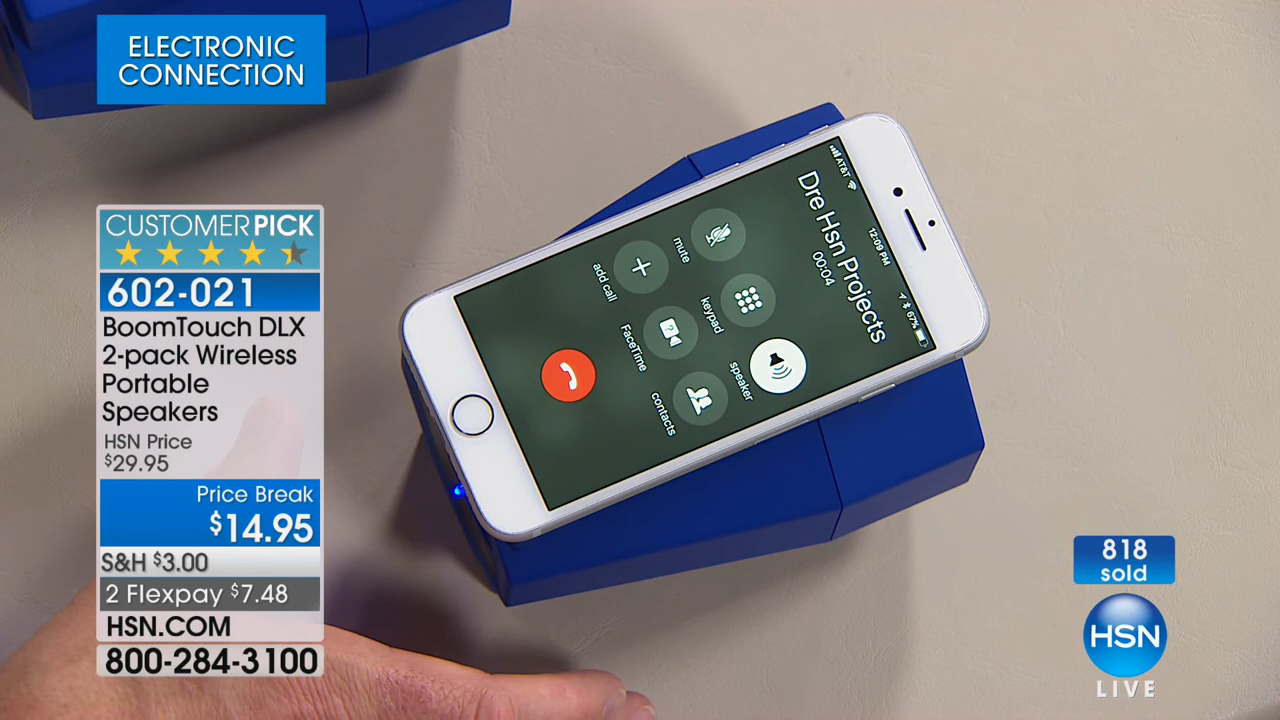 ELECTRONIC
CONNECTION
CUSTOMERPICK
602-021
BoomTouch DLX
2-pack Wireless
Portable
Speakers
HSN Price
$29.95
Price Break
$14.95
S&H $3.00
2 Flexpay $7.48
HSN.COM
800-284-3100
AT&T
12:09 PM
67%
Dre Hsn Projects
00:04
mute
keypad
speaker
add call
FaceTime
contacts
818
sold
HSN
LIVE